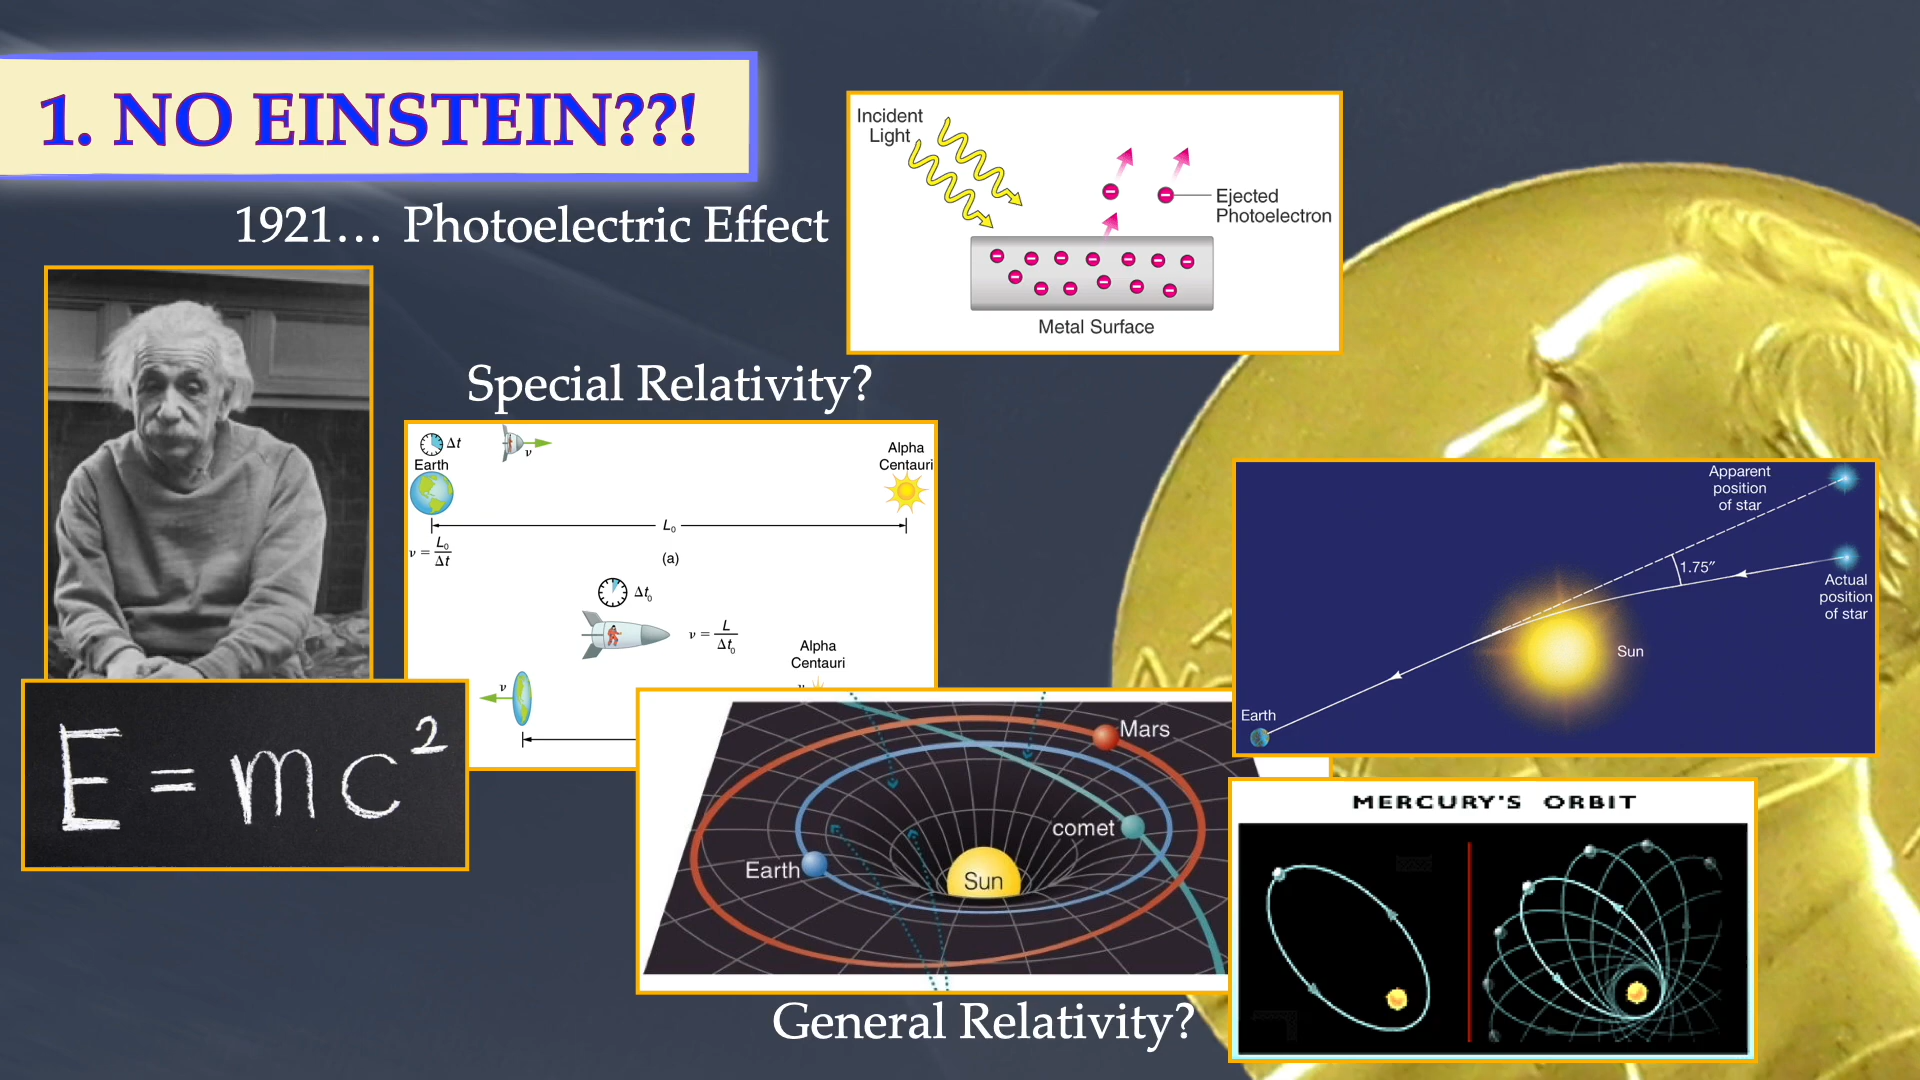 1. NO EINSTEIN??!
1921… Photoelectric Effect
Incident
Light
Ejected
Photoelectron
Metal Surface
Special Relativity?
Δt
v
Earth
Alpha
Centauri
L₀
v = L₀/Δt
(a)
Δt₀
v = L/Δt₀
Alpha
Centauri
v
v
E = mc²
Apparent
position
of star
1.75″
Actual
position
of star
Sun
Earth
Mars
comet
Earth
Sun
General Relativity?
MERCURY'S ORBIT